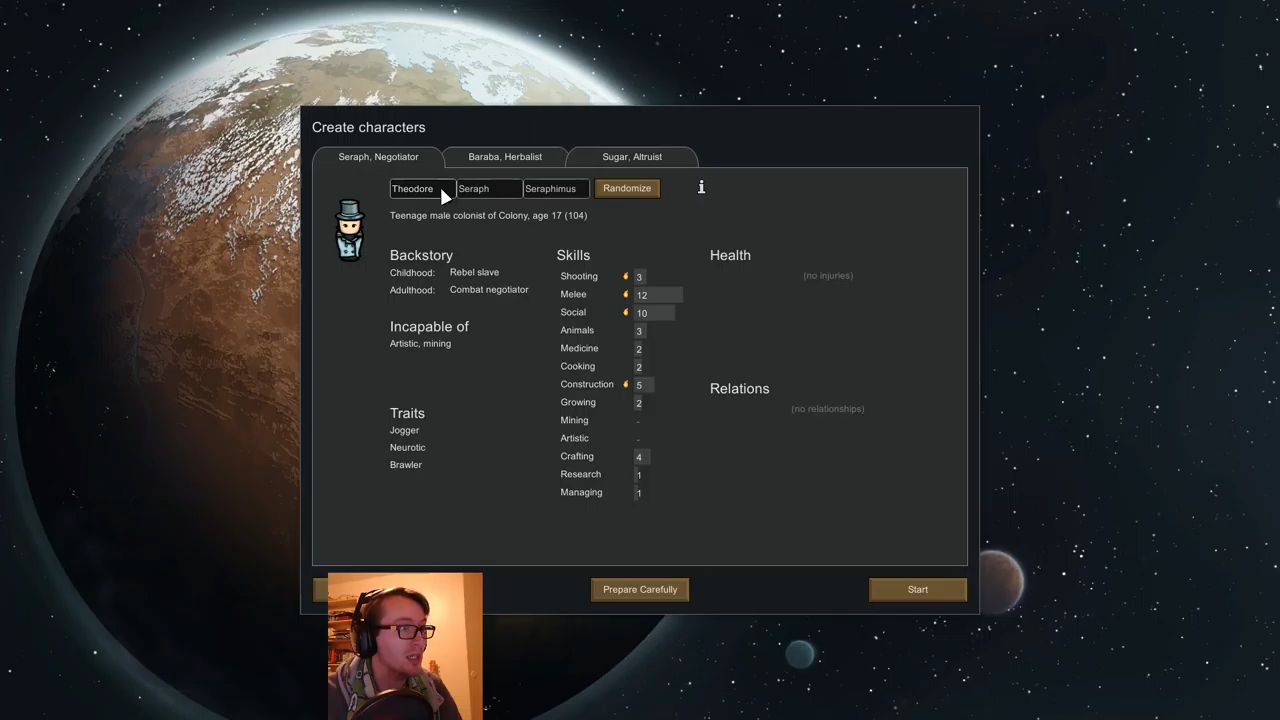 Create characters
Seraph, Negotiator
Baraba, Herbalist
Sugar, Altruist
Theodore
Seraph
Seraphimus
Randomize
i
Teenage male colonist of Colony, age 17 (104)
Backstory
Childhood: Rebel slave
Adulthood: Combat negotiator
Incapable of
Artistic, mining
Traits
Jogger
Neurotic
Brawler
Skills
Shooting 3
Melee 12
Social 10
Animals 3
Medicine 2
Cooking 2
Construction 5
Growing 2
Mining -
Artistic -
Crafting 4
Research 1
Managing 1
Health
(no injuries)
Relations
(no relationships)
Prepare Carefully
Start